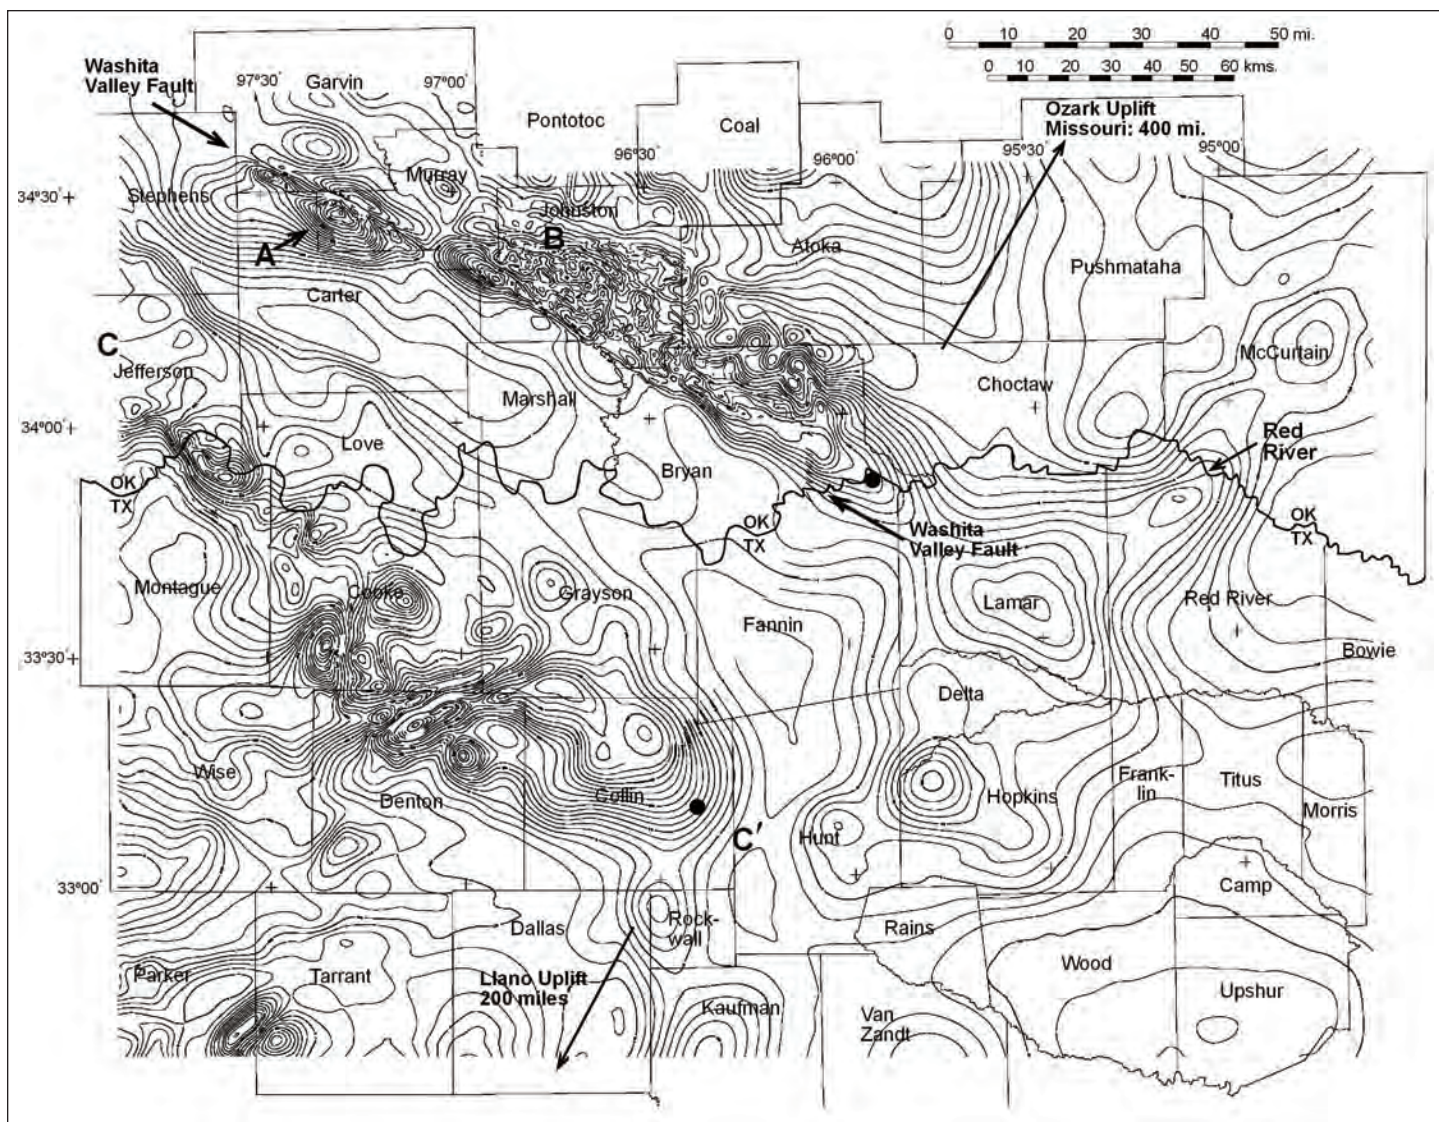 0 10 20 30 40 50 mi.
0 10 20 30 40 50 60 kms.
Washita
Valley Fault
97°30'
Garvin
97°00'
Pontotoc
Coal
Ozark Uplift
Missouri: 400 mi.
96°30'
96°00'
95°30'
95°00'
34°30'
Stephens
Murray
Johnston
A
B
Atoka
Pushmataha
Carter
C
Jefferson
McCurtain
Choctaw
Marshall
34°00'
Love
Red
River
Bryan
OK
TX
OK
TX
OK
TX
Washita
Valley Fault
Montague
Cooke
Grayson
Lamar
Red River
Fannin
33°30'
Bowie
Delta
Wise
Denton
Collin
Hopkins
Frank-
lin
Titus
Morris
C'
Hunt
33°00'
Camp
Dallas
Rock-
wall
Rains
Parker
Tarrant
Llano Uplift
200 miles
Wood
Upshur
Kaufman
Van
Zandt